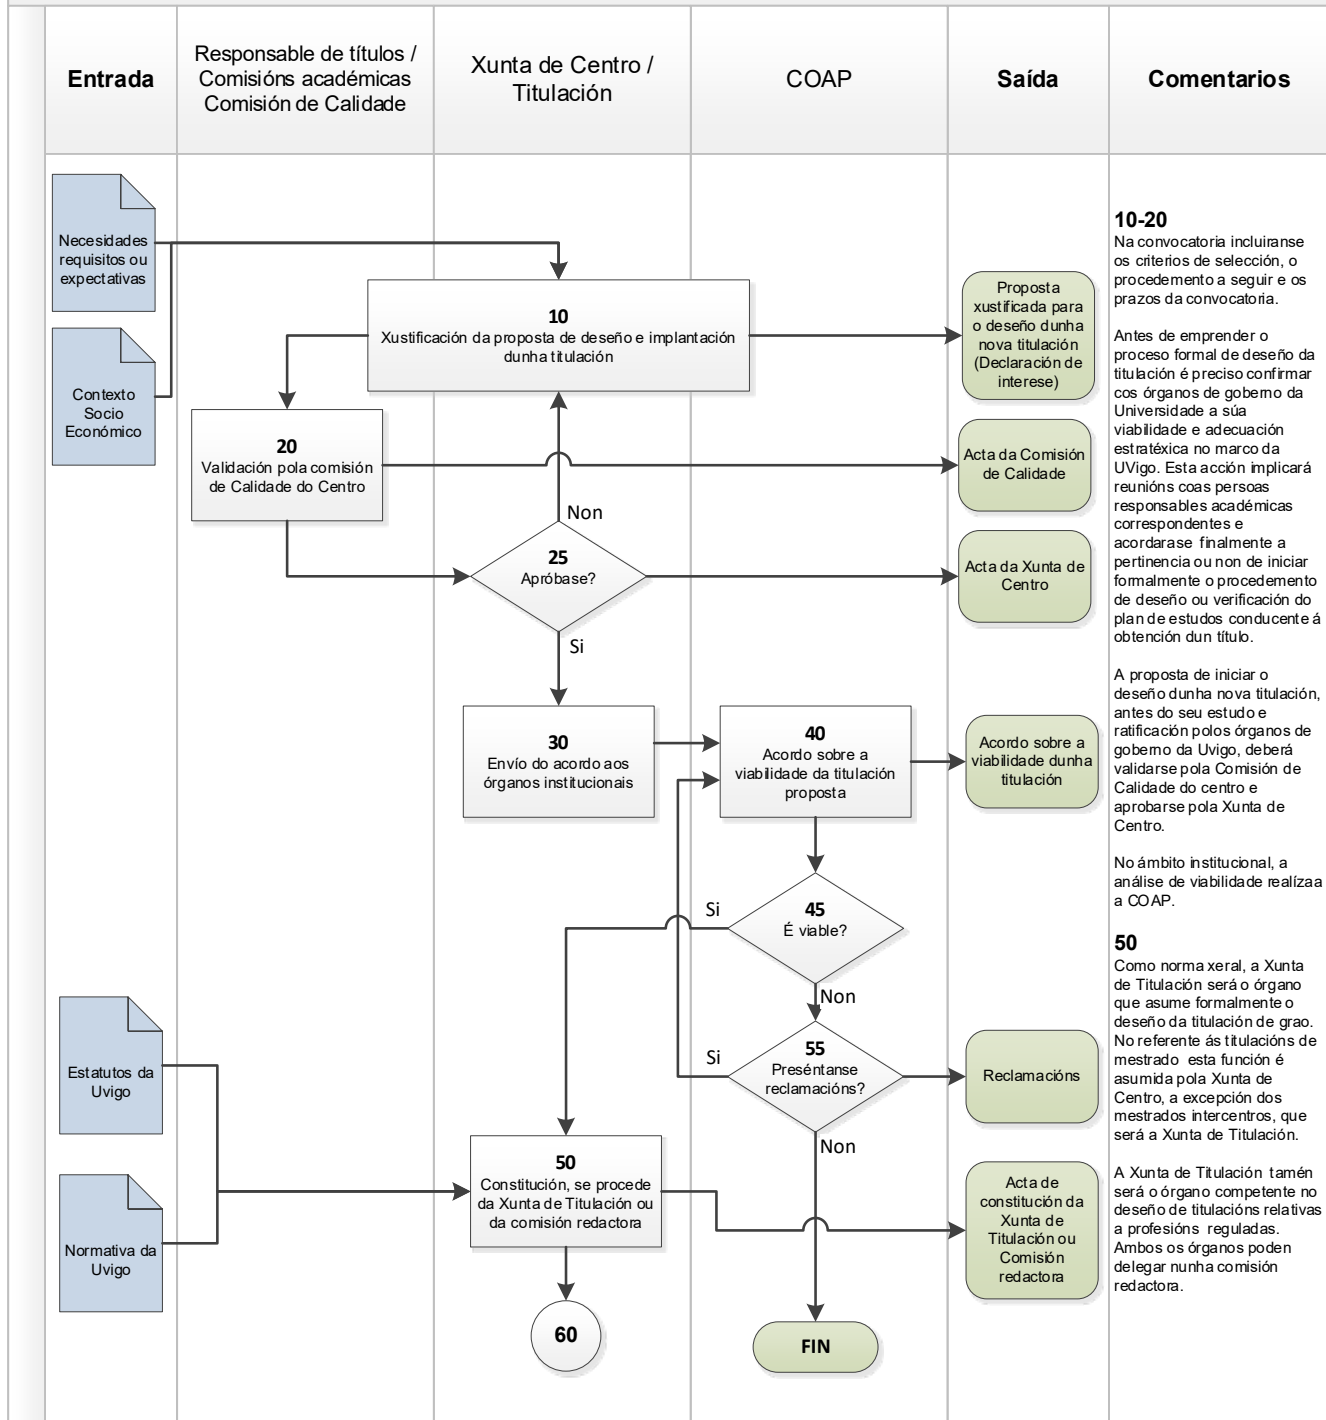 Entrada
Responsable de títulos /
Comisións académicas
Comisión de Calidade
Xunta de Centro /
Titulación
COAP
Saída
Comentarios
Necesidades
requisitos ou
expectativas
Contexto
Socio
Económico
10
Xustificación da proposta de deseño e implantación
dunha titulación
Proposta
xustificada para
o deseño dunha
nova titulación
(Declaración de
interese)
20
Validación pola comisión
de Calidade do Centro
Acta da Comisión
de Calidade
Non
25
Apróbase?
Acta da Xunta de
Centro
Si
30
Envío do acordo aos
órganos institucionais
40
Acordo sobre a
viabilidade da titulación
proposta
Acordo sobre a
viabilidade dunha
titulación
Si
45
É viable?
Non
Si
55
Preséntanse
reclamacións?
Reclamacións
Non
Estatutos da
Uvigo
Normativa da
Uvigo
50
Constitución, se procede
da Xunta de Titulación ou
da comisión redactora
Acta de
constitución da
Xunta de
Titulación ou
Comisión
redactora
60
FIN
10-20
Na convocatoria incluiranse
os criterios de selección, o
procedemento a seguir e os
prazos da convocatoria.
Antes de emprender o
proceso formal de deseño da
titulación é preciso confirmar
cos órganos de goberno da
Universidade a súa
viabilidade e adecuación
estratéxica no marco da
UVigo. Esta acción implicará
reunións coas persoas
responsables académicas
correspondentes e
acordarase finalmente a
pertinencia ou non de iniciar
formalmente o procedemento
de deseño ou verificación do
plan de estudos conducente á
obtención dun título.
A proposta de iniciar o
deseño dunha nova titulación,
antes do seu estudo e
ratificación polos órganos de
goberno da Uvigo, deberá
validarse pola Comisión de
Calidade do centro e
aprobarse pola Xunta de
Centro.
No ámbito institucional, a
análise de viabilidade realízaa
a COAP.
50
Como norma xeral, a Xunta
de Titulación será o órgano
que asume formalmente o
deseño da titulación de grao.
No referente ás titulacións de
mestrado esta función é
asumida pola Xunta de
Centro, a excepción dos
mestrados intercentros, que
será a Xunta de Titulación.
A Xunta de Titulación tamén
será o órgano competente no
deseño de titulacións relativas
a profesións reguladas.
Ambos os órganos poden
delegar nunha comisión
redactora.